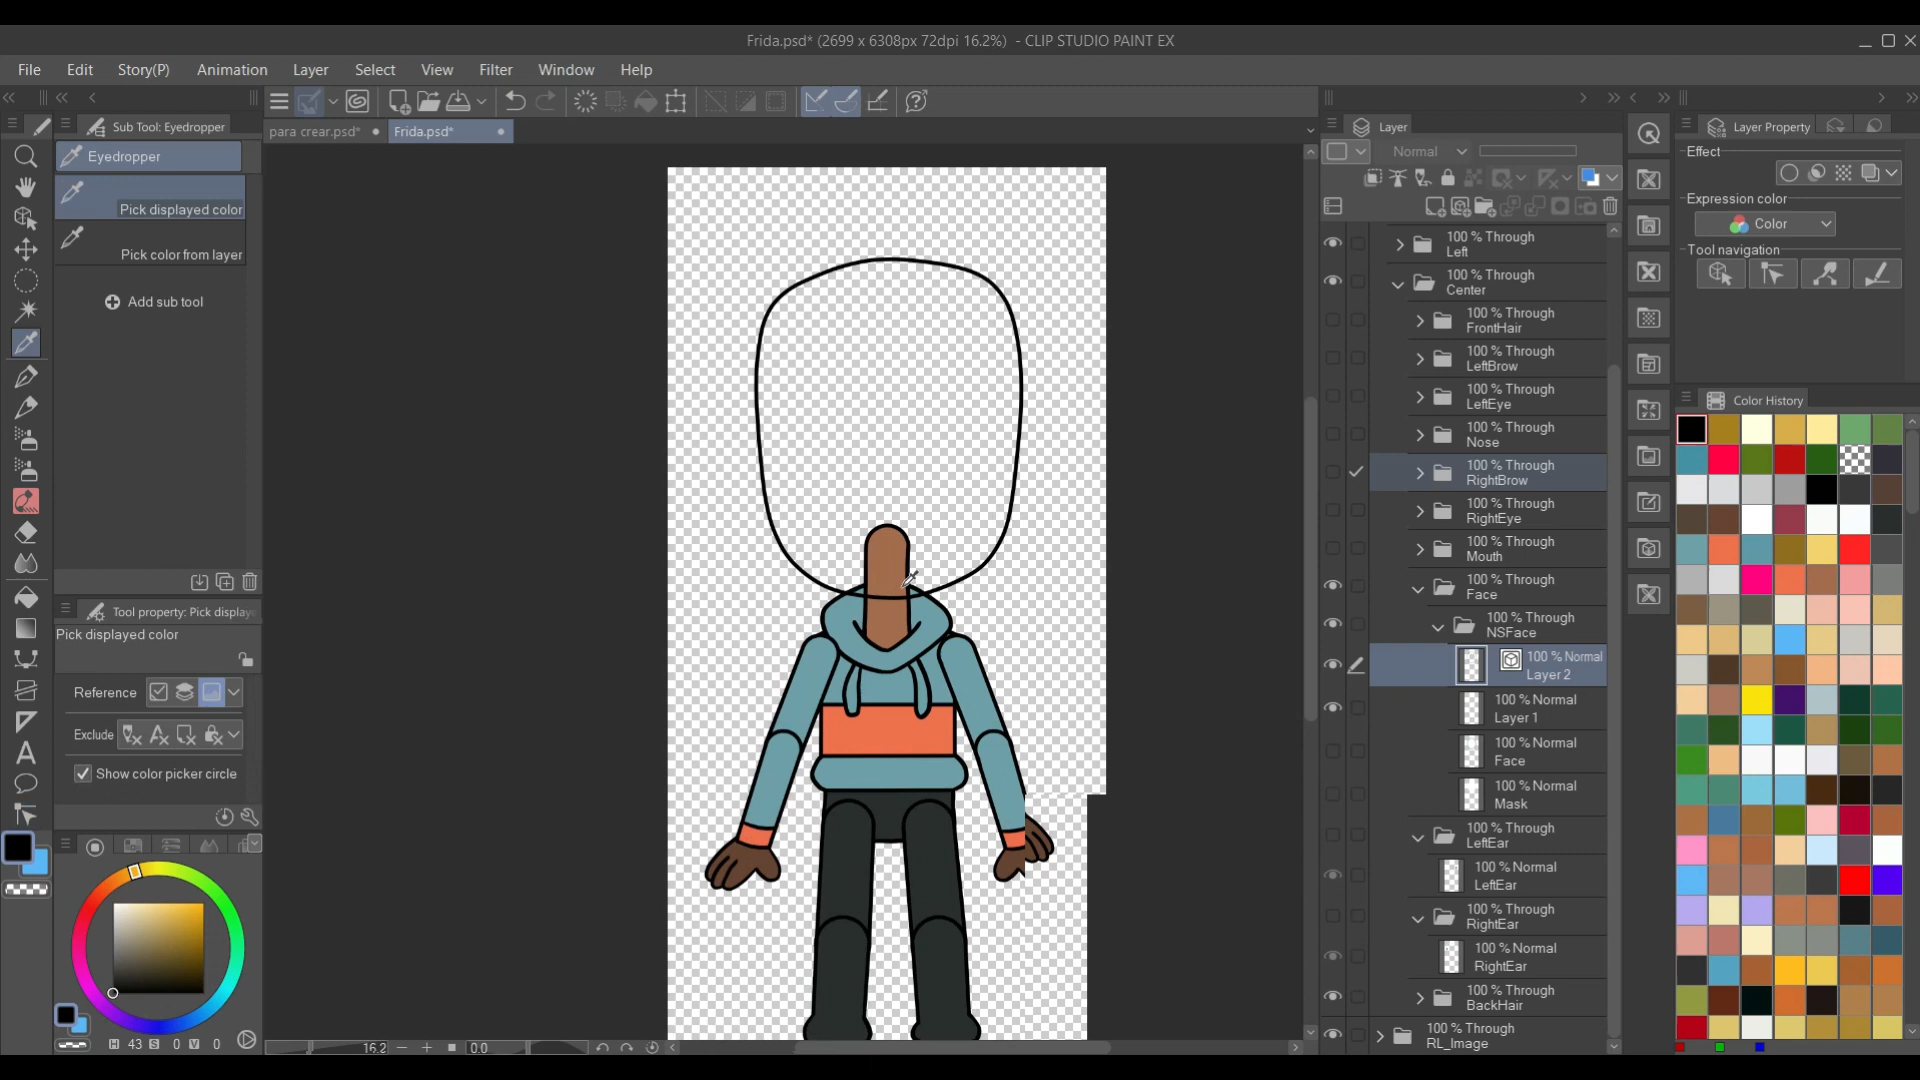 Frida.psd* (2699 x 6308px 72dpi 16.2%) - CLIP STUDIO PAINT EX
File Edit Story(P) Animation Layer Select View Filter Window Help
Sub Tool: Eyedropper
para crear.psd* Frida.psd*
Eyedropper
Pick displayed color
Pick color from layer
Add sub tool
Tool property: Pick displaye
Pick displayed color
Reference
Exclude
Show color picker circle
H 43 S 0 V 0
16.2 0.0
Layer
Normal
100 % Through
Left
100 % Through
Center
100 % Through
FrontHair
100 % Through
LeftBrow
100 % Through
LeftEye
100 % Through
Nose
100 % Through
RightBrow
100 % Through
RightEye
100 % Through
Mouth
100 % Through
Face
100 % Through
NSFace
100 % Normal
Layer 2
100 % Normal
Layer 1
100 % Normal
Face
100 % Normal
Mask
100 % Through
LeftEar
100 % Normal
LeftEar
100 % Through
RightEar
100 % Normal
RightEar
100 % Through
BackHair
100 % Through
RL_Image
Layer Property
Effect
Expression color
Color
Tool navigation
Color History